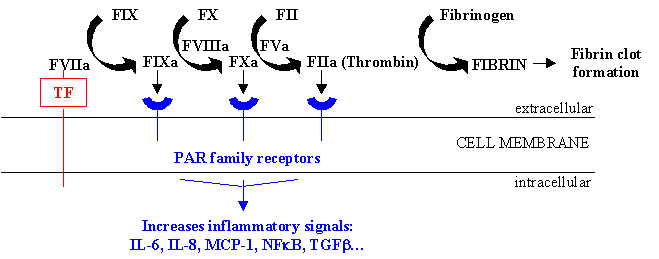 FIX FX FII Fibrinogen
FVIIIa FVa
FVIIa FIXa FXa FIIa (Thrombin) FIBRIN Fibrin clot
formation
TF
extracellular
CELL MEMBRANE
PAR family receptors
intracellular
Increases inflammatory signals:
IL-6, IL-8, MCP-1, NFκB, TGFβ...